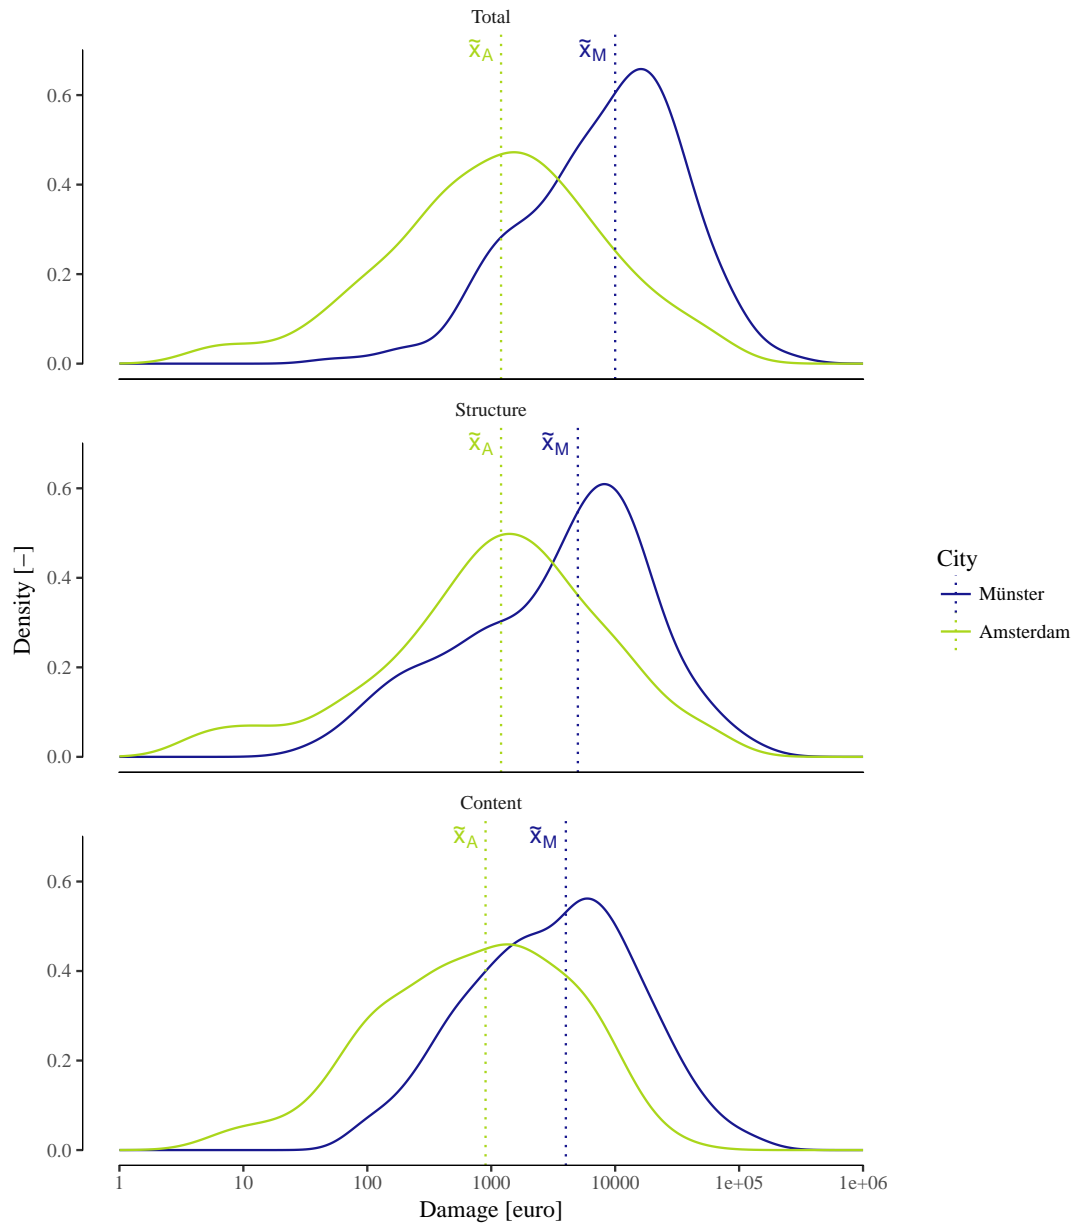 Total
x̃A x̃M
0.6
0.4
0.2
0.0
Structure
x̃A x̃M
0.6
0.4
0.2
0.0
Density [−]
City
Münster
Amsterdam
Content
x̃A x̃M
0.6
0.4
0.2
0.0
1 10 100 1000 10000 1e+05 1e+06
Damage [euro]